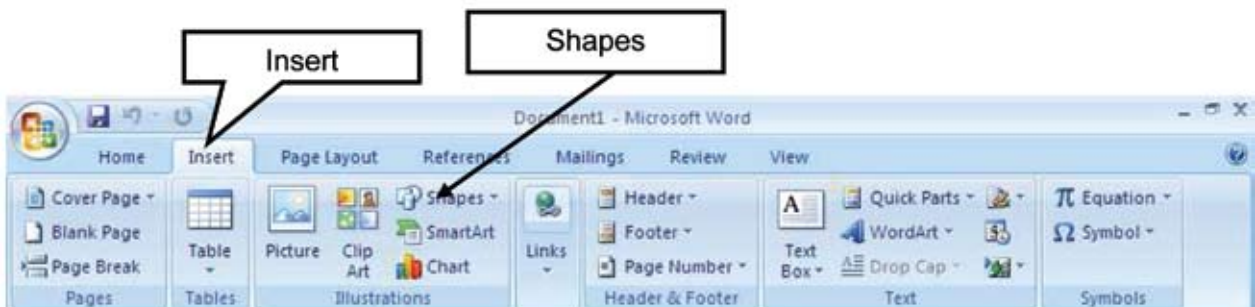 Insert
Shapes
Document1 - Microsoft Word
Home Insert Page Layout References Mailings Review View
Cover Page
Blank Page
Page Break
Pages
Table
Tables
Picture
Clip
Art
Shapes
SmartArt
Chart
Illustrations
Links
Header
Footer
Page Number
Header & Footer
A
Text
Box
Quick Parts
WordArt
Drop Cap
Text
π Equation
Ω Symbol
Symbols